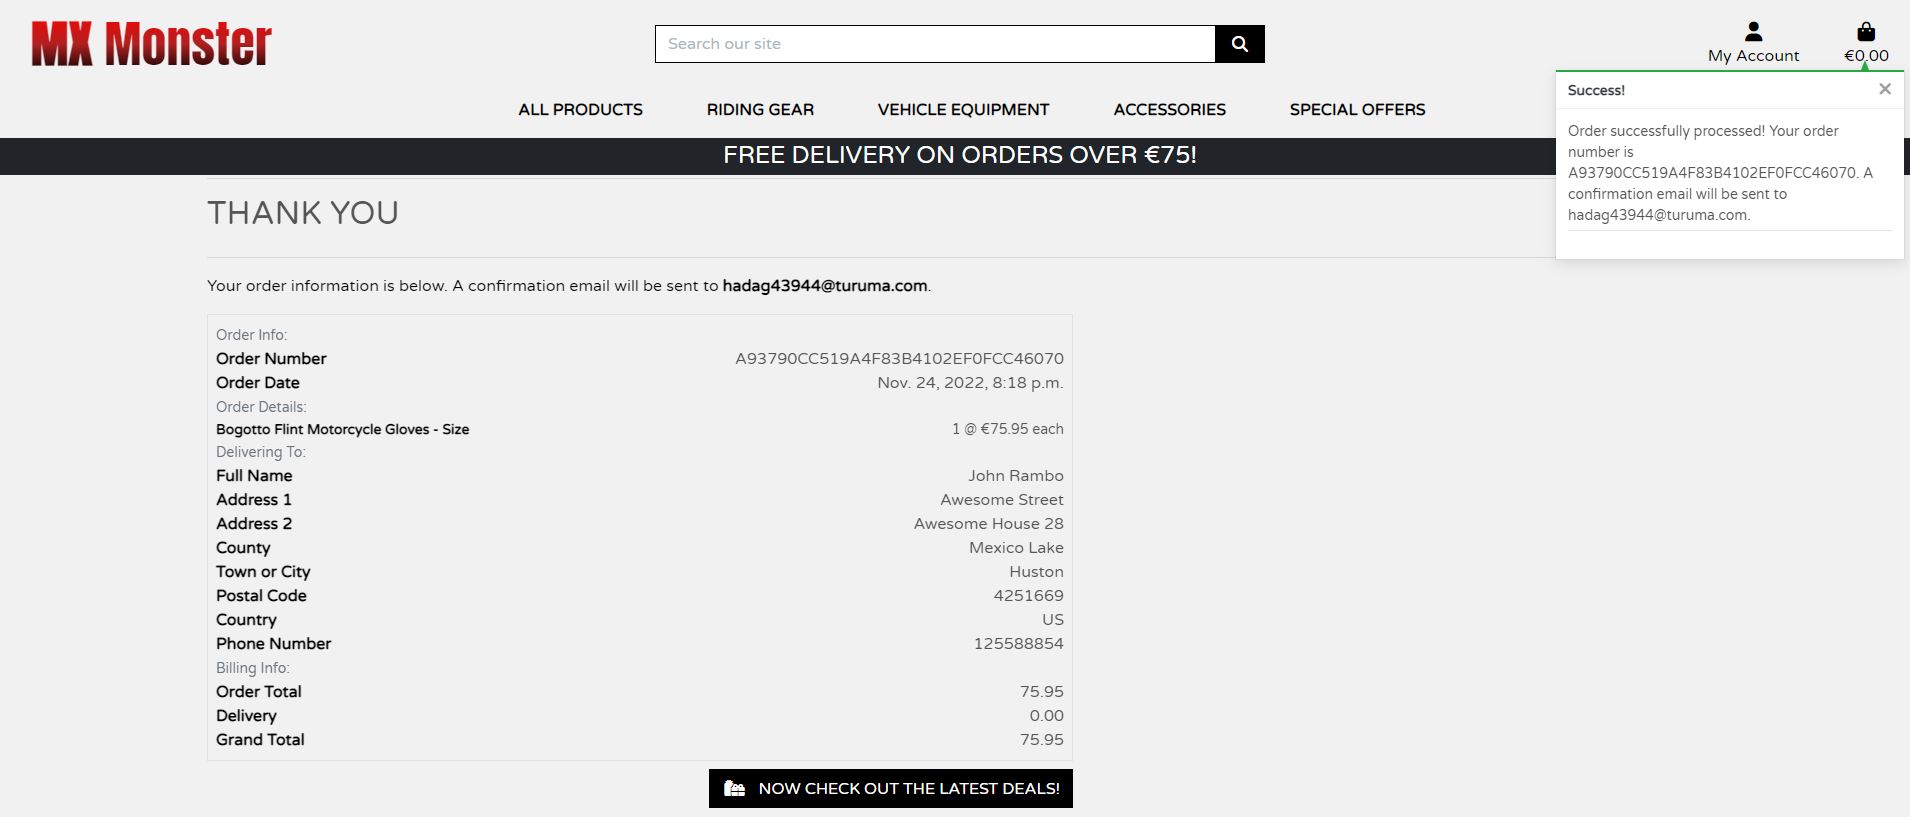 MX Monster
Search our site
My Account
€0.00
ALL PRODUCTS RIDING GEAR VEHICLE EQUIPMENT ACCESSORIES SPECIAL OFFERS
FREE DELIVERY ON ORDERS OVER €75!
Success!
Order successfully processed! Your order
number is
A93790CC519A4F83B4102EF0FCC46070. A
confirmation email will be sent to
hadag43944@turuma.com.
THANK YOU
Your order information is below. A confirmation email will be sent to hadag43944@turuma.com.
Order Info:
Order Number A93790CC519A4F83B4102EF0FCC46070
Order Date Nov. 24, 2022, 8:18 p.m.
Order Details:
Bogotto Flint Motorcycle Gloves - Size 1 @ €75.95 each
Delivering To:
Full Name John Rambo
Address 1 Awesome Street
Address 2 Awesome House 28
County Mexico Lake
Town or City Huston
Postal Code 4251669
Country US
Phone Number 125588854
Billing Info:
Order Total 75.95
Delivery 0.00
Grand Total 75.95
NOW CHECK OUT THE LATEST DEALS!